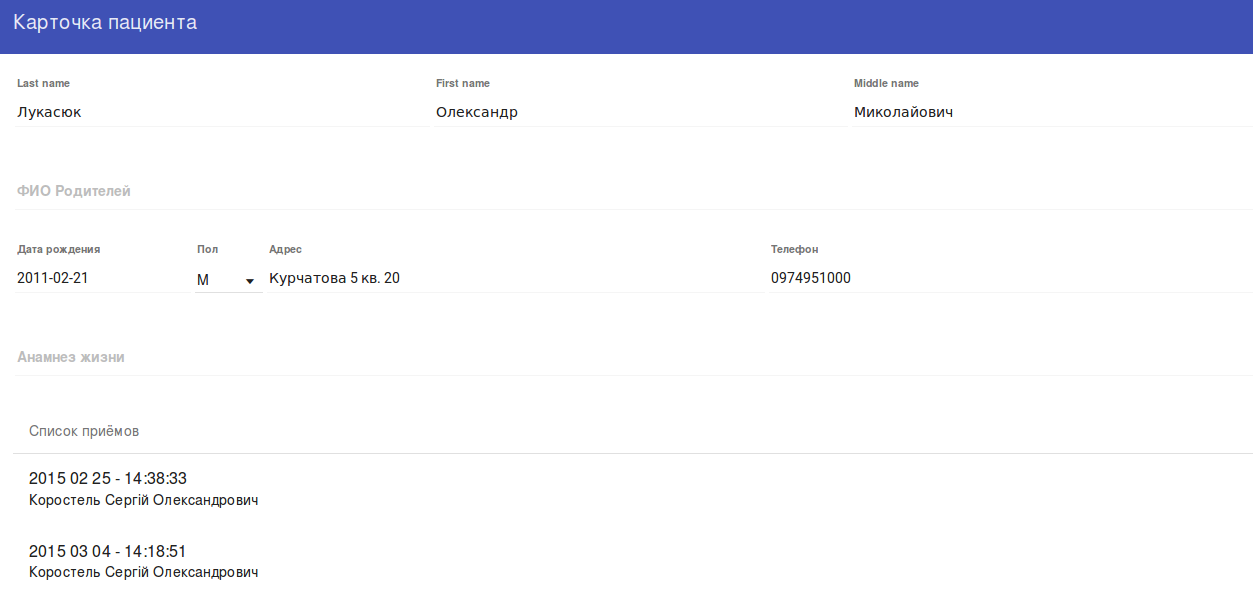 Карточка пациента
Last name First name Middle name
Лукасюк Олександр Миколайович
ФИО Родителей
Дата рождения Пол Адрес Телефон
2011-02-21 М Курчатова 5 кв. 20 0974951000
Анамнез жизни
Список приёмов
2015 02 25 - 14:38:33
Коростель Сергій Олександрович
2015 03 04 - 14:18:51
Коростель Сергій Олександрович